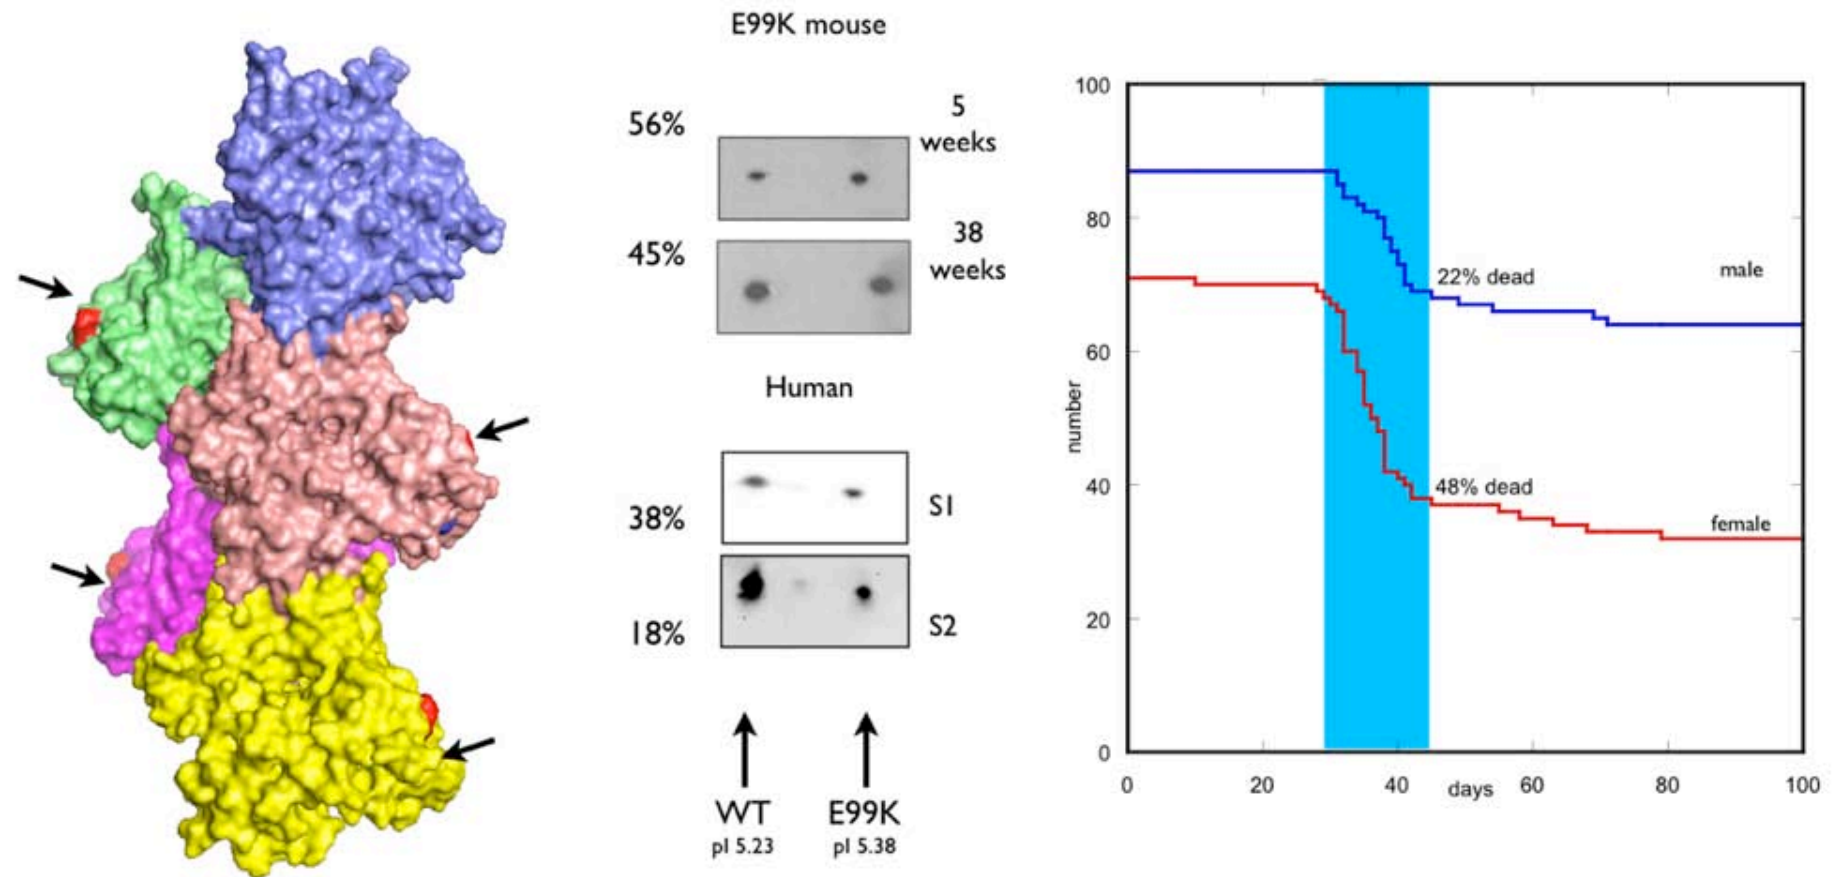 E99K mouse
56%
5
weeks
45%
38
weeks
Human
38%
S1
18%
S2
WT
pI 5.23
E99K
pI 5.38
100
80
60
40
20
0
number
22% dead
male
48% dead
female
0
20
40
days
60
80
100